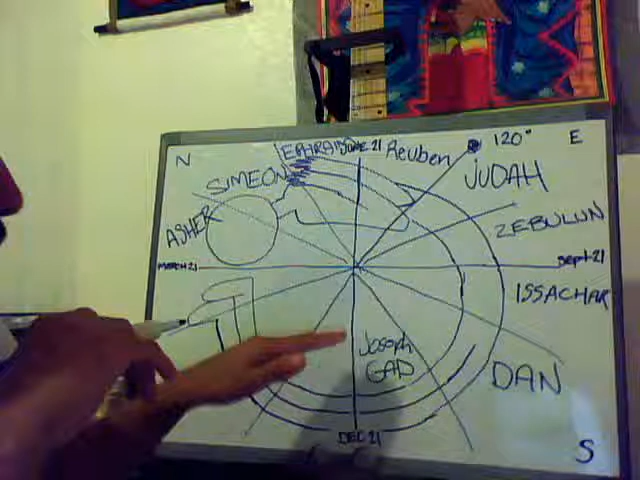 N
E
EPHRAIM
JUNE 21
Reuben
120°
SIMEON
JUDAH
ASHER
ZEBULUN
MARCH 21
Sept 21
ISSACHAR
Joseph
GAD
DAN
DEC 21
S